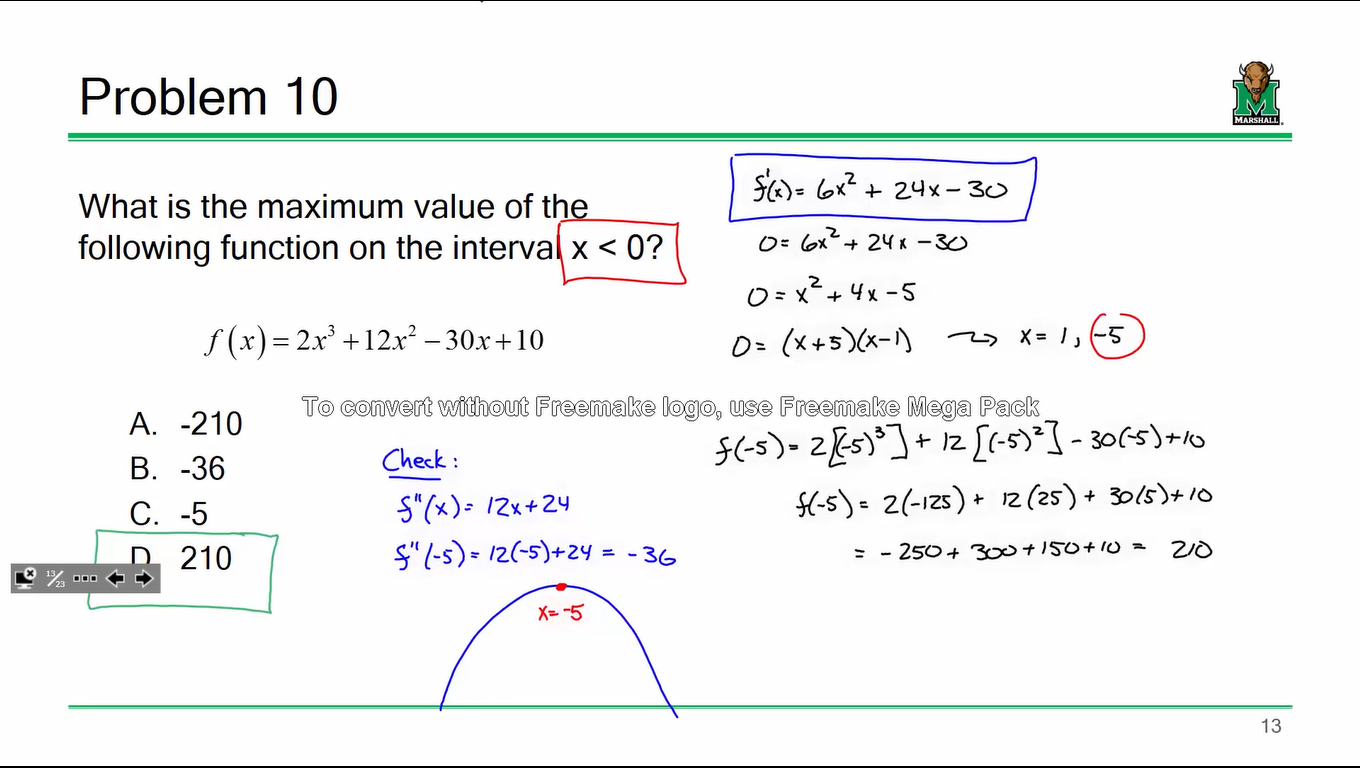 Problem 10
MARSHALL
What is the maximum value of the
following function on the interval x < 0?
f(x) = 2x³ + 12x² − 30x + 10
A. -210
B. -36
C. -5
D. 210
f'(x) = 6x² + 24x − 30
0 = 6x² + 24x − 30
0 = x² + 4x − 5
0 = (x+5)(x−1) → x = 1, −5
To convert without Freemake logo, use Freemake Mega Pack
f(−5) = 2[(−5)³] + 12[(−5)²] − 30(−5) + 10
f(−5) = 2(−125) + 12(25) + 30(5) + 10
= −250 + 300 + 150 + 10 = 210
Check:
f''(x) = 12x + 24
f''(−5) = 12(−5) + 24 = −36
x = −5
13/23
13